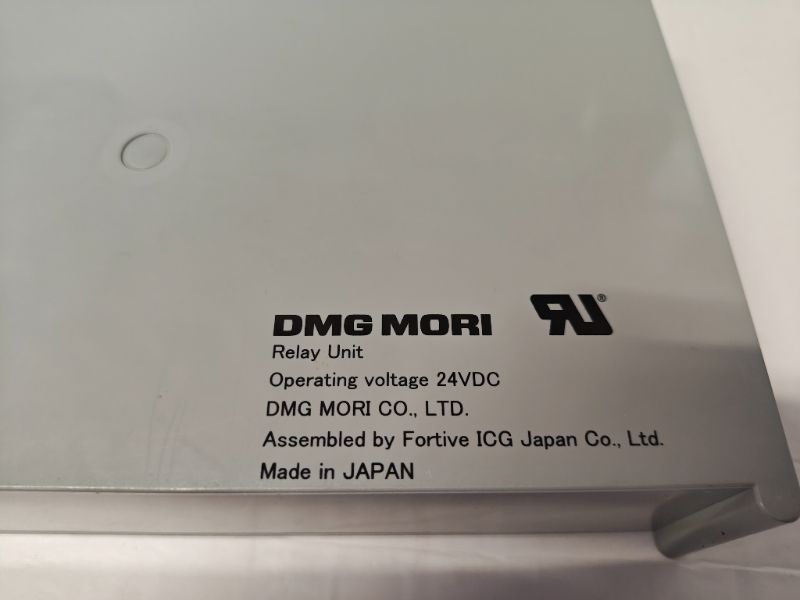 DMG MORI
Relay Unit
Operating voltage 24VDC
DMG MORI CO., LTD.
Assembled by Fortive ICG Japan Co., Ltd.
Made in JAPAN